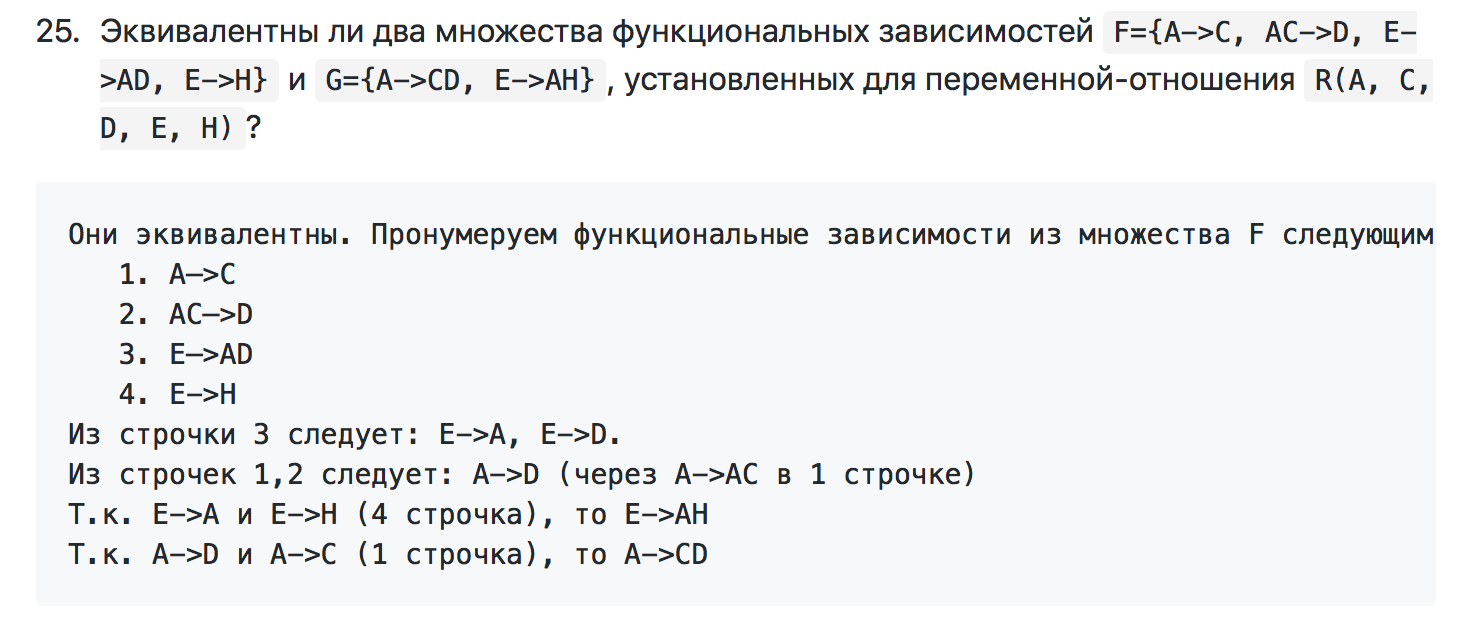 25. Эквивалентны ли два множества функциональных зависимостей F={A->C, AC->D, E-
>AD, E->H} и G={A->CD, E->AH}, установленных для переменной-отношения R(A, C,
D, E, H)?
Они эквивалентны. Пронумеруем функциональные зависимости из множества F следующим
1. A—>C
2. AC—>D
3. E—>AD
4. E—>H
Из строчки 3 следует: E—>A, E—>D.
Из строчек 1,2 следует: A—>D (через A—>AC в 1 строчке)
Т.к. E—>A и E—>H (4 строчка), то E—>AH
Т.к. A—>D и A—>C (1 строчка), то A—>CD